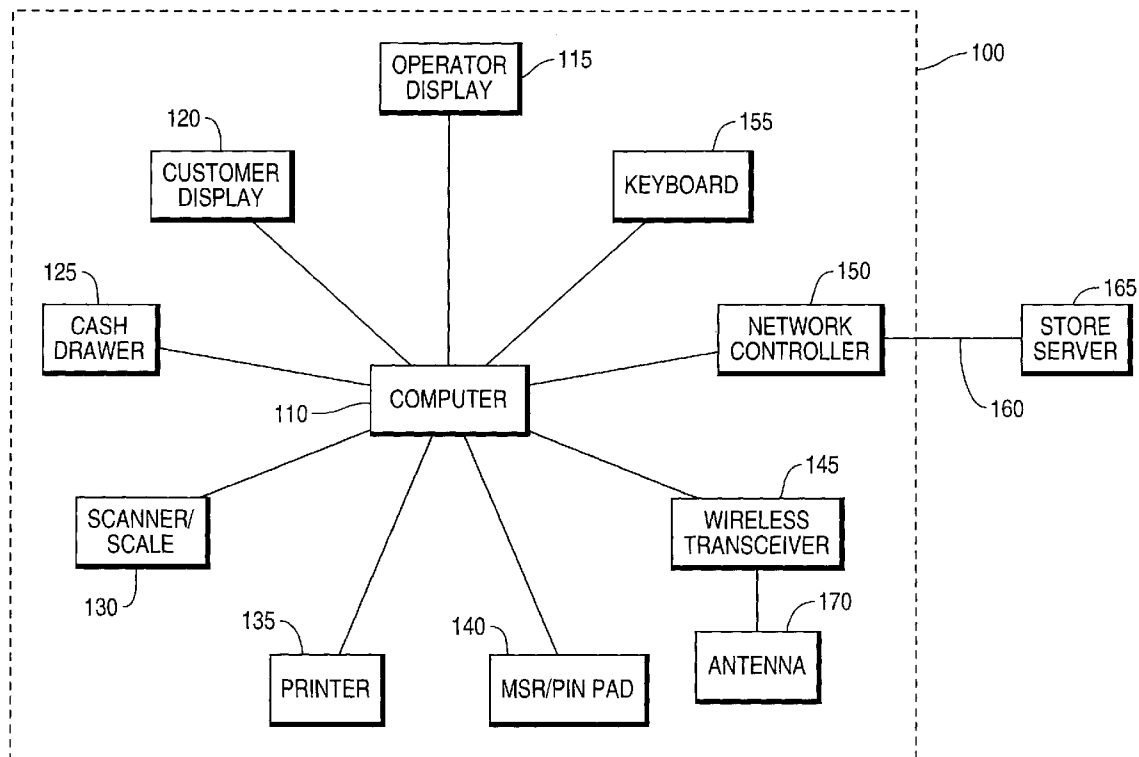 OPERATOR
DISPLAY
115
100
120
CUSTOMER
DISPLAY
155
KEYBOARD
125
CASH
DRAWER
150
NETWORK
CONTROLLER
165
STORE
SERVER
160
COMPUTER
110
SCANNER/
SCALE
130
145
WIRELESS
TRANSCEIVER
135
PRINTER
140
MSR/PIN PAD
170
ANTENNA